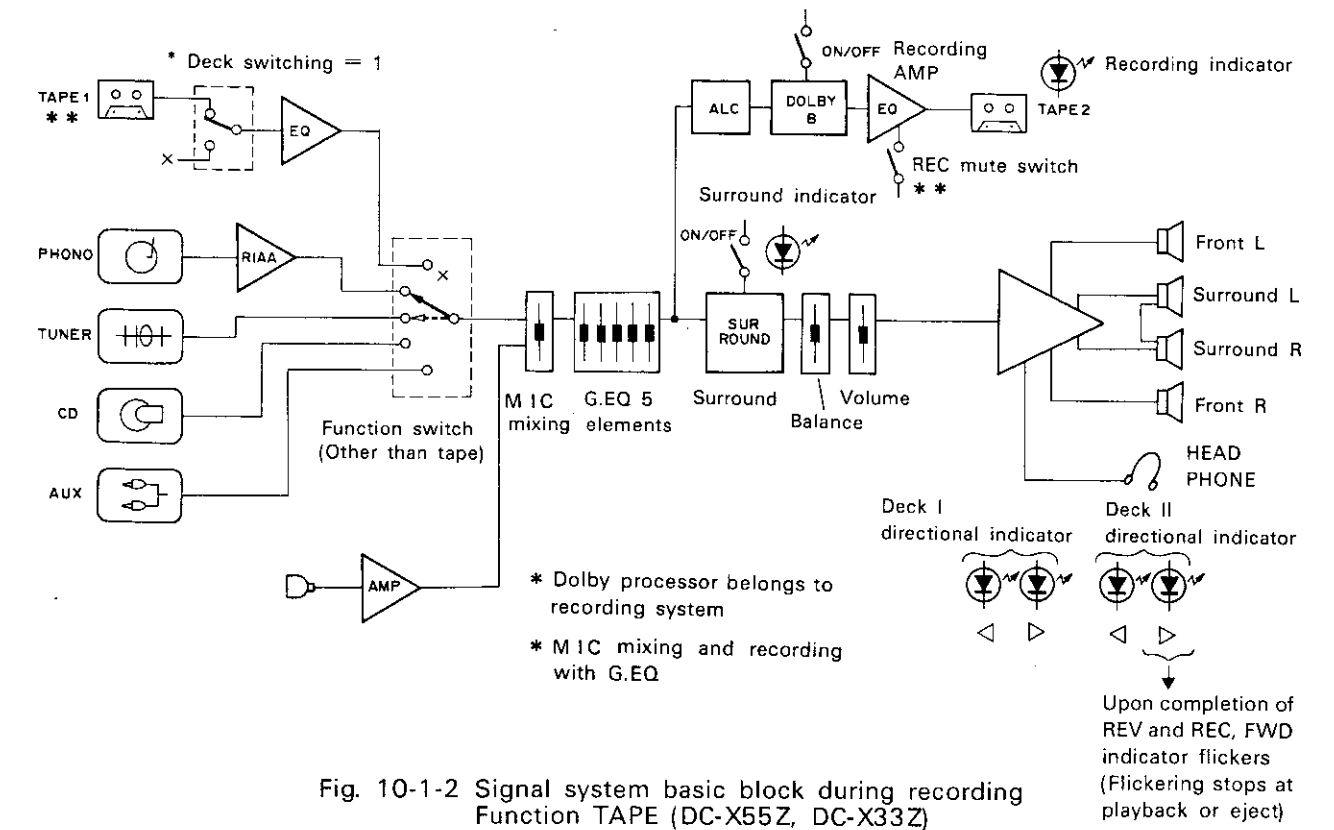 * Deck switching = 1
TAPE1
* *
EQ
×
PHONO
RIAA
×
TUNER
CD
AUX
Function switch
(Other than tape)
AMP
MIC
mixing
G.EQ 5
elements
ALC
ON/OFF
DOLBY
B
Recording
AMP
EQ
TAPE2
Recording indicator
REC mute switch
* *
Surround indicator
ON/OFF
SUR
ROUND
Surround
Balance
Volume
Front L
Surround L
Surround R
Front R
HEAD
PHONE
Deck I
directional indicator
Deck II
directional indicator
* Dolby processor belongs to
recording system
* MIC mixing and recording
with G.EQ
Upon completion of
REV and REC, FWD
indicator flickers
(Flickering stops at
playback or eject)
Fig. 10-1-2 Signal system basic block during recording
Function TAPE (DC-X55Z, DC-X33Z)